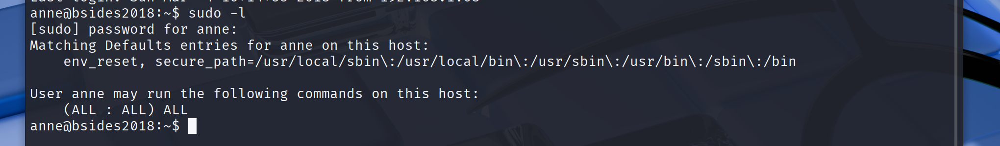 anne@bsides2018:~$ sudo -l
[sudo] password for anne:
Matching Defaults entries for anne on this host:
    env_reset, secure_path=/usr/local/sbin\:/usr/local/bin\:/usr/sbin\:/usr/bin\:/sbin\:/bin

User anne may run the following commands on this host:
    (ALL : ALL) ALL
anne@bsides2018:~$